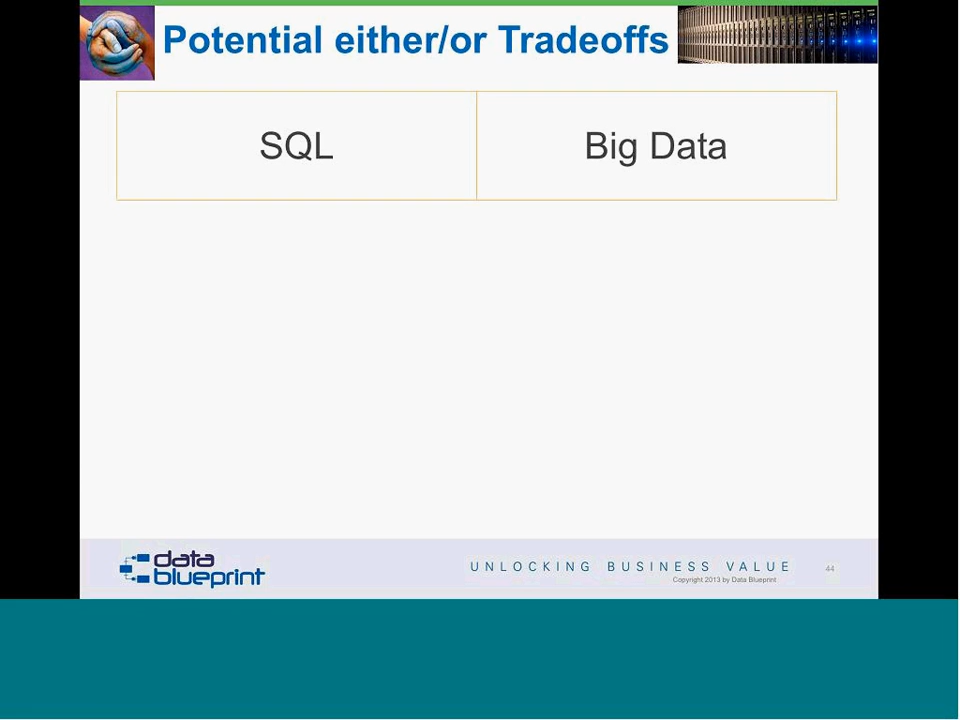 Potential either/or Tradeoffs
SQL
Big Data
data
blueprint
UNLOCKING BUSINESS VALUE
Copyright 2013 by Data Blueprint
44